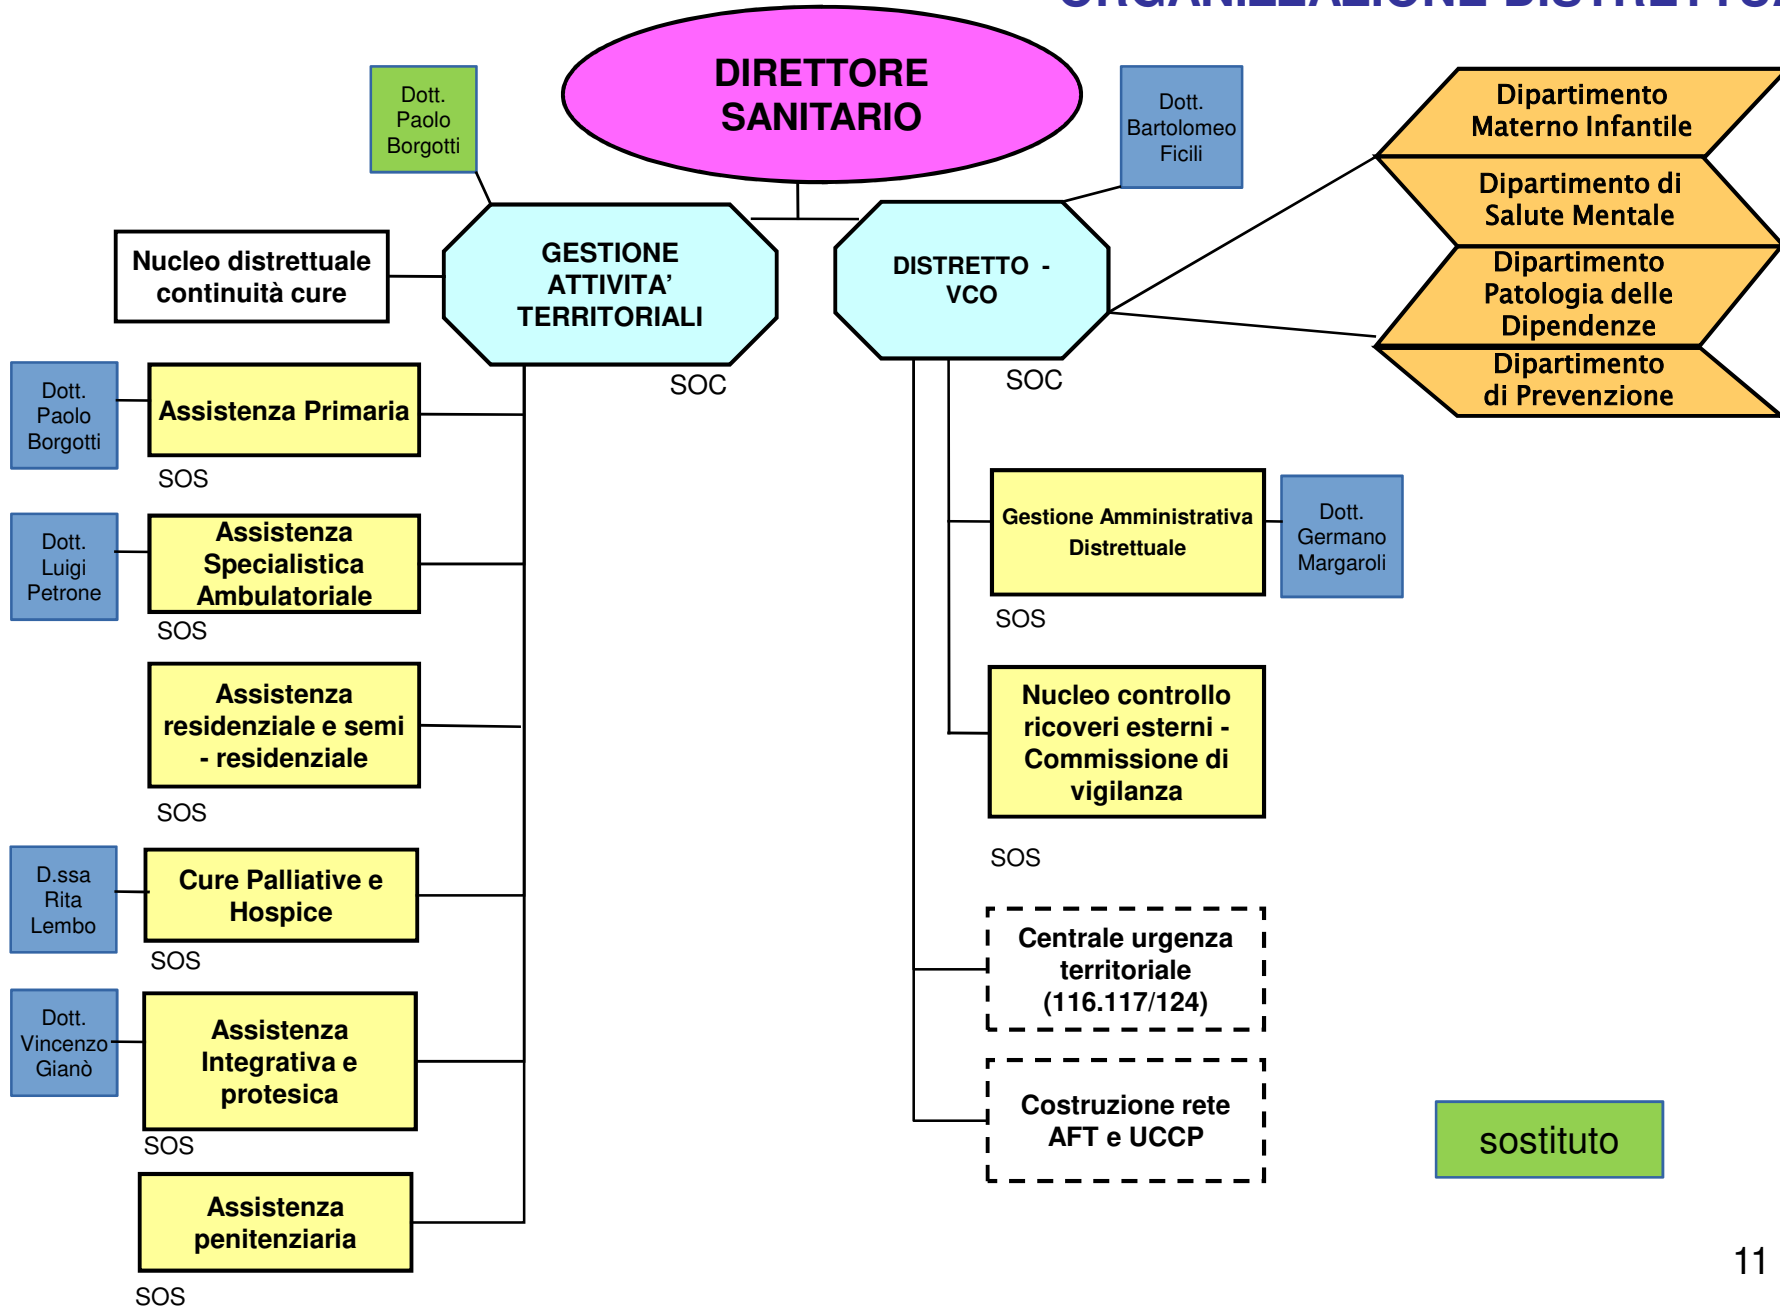 DIRETTORE
SANITARIO
Dott.
Paolo
Borgotti
Dott.
Bartolomeo
Ficili
Dipartimento
Materno Infantile
Dipartimento di
Salute Mentale
Dipartimento
Patologia delle
Dipendenze
Dipartimento
di Prevenzione
Nucleo distrettuale
continuità cure
GESTIONE
ATTIVITA’
TERRITORIALI
SOC
DISTRETTO -
VCO
SOC
Dott.
Paolo
Borgotti
Assistenza Primaria
SOS
Dott.
Luigi
Petrone
Assistenza
Specialistica
Ambulatoriale
SOS
Assistenza
residenziale e semi
- residenziale
SOS
D.ssa
Rita
Lembo
Cure Palliative e
Hospice
SOS
Dott.
Vincenzo
Gianò
Assistenza
Integrativa e
protesica
SOS
Assistenza
penitenziaria
SOS
Gestione Amministrativa
Distrettuale
SOS
Dott.
Germano
Margaroli
Nucleo controllo
ricoveri esterni -
Commissione di
vigilanza
SOS
Centrale urgenza
territoriale
(116.117/124)
Costruzione rete
AFT e UCCP
sostituto
11